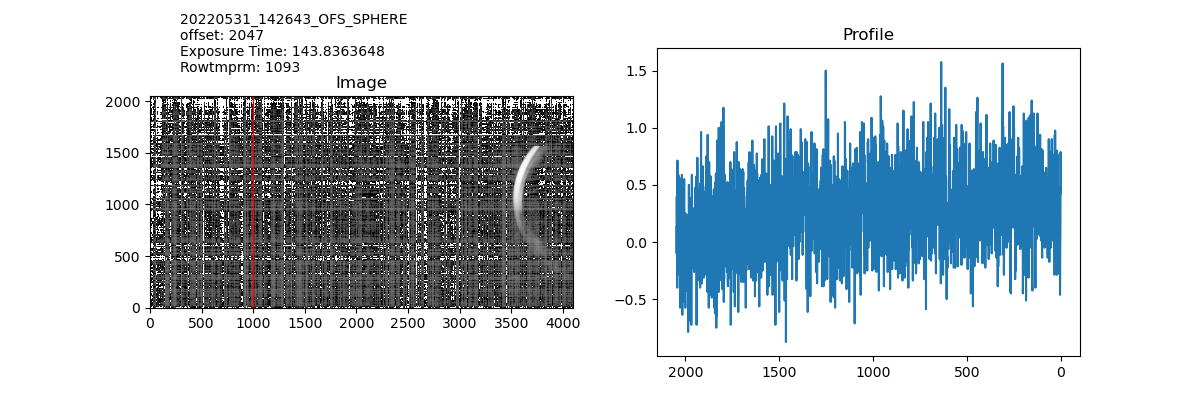 20220531_142643_OFS_SPHERE
offset: 2047
Exposure Time: 143.8363648
Rowtmprm: 1093
Image
2000
1500
1000
500
0
0 500 1000 1500 2000 2500 3000 3500 4000
Profile
1.5
1.0
0.5
0.0
−0.5
2000 1500 1000 500 0